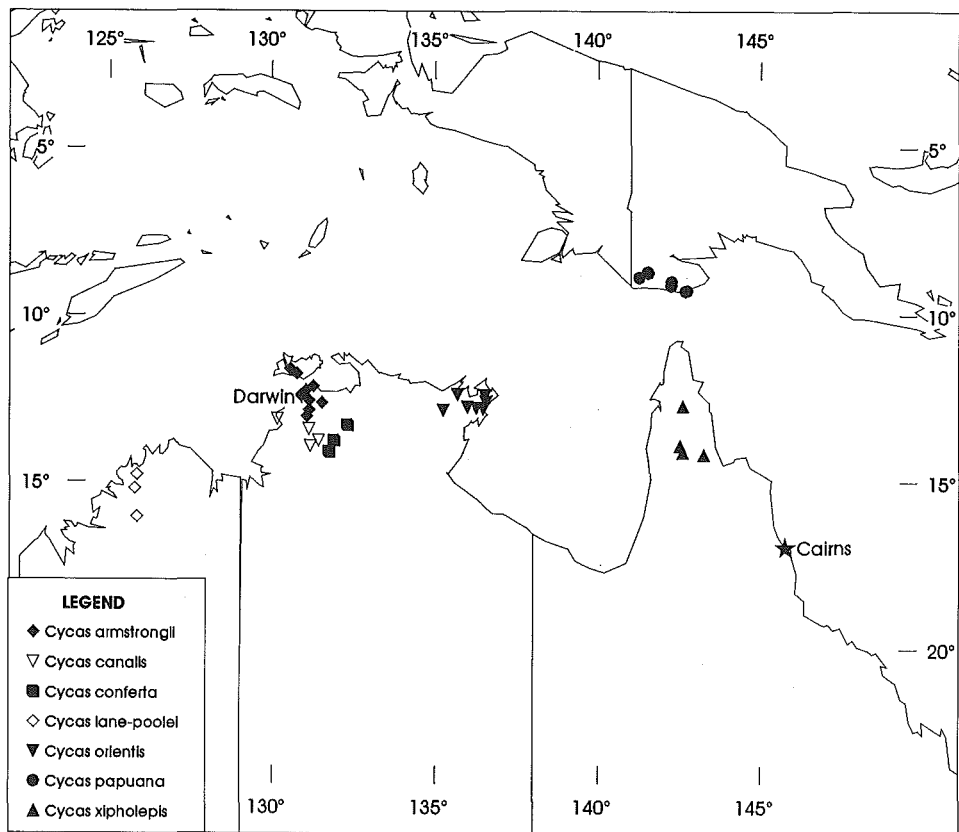 125° 130° 135° 140° 145°
5° 5°
10° 10°
Darwin
15° 15°
Cairns
LEGEND
Cycas armstrongii
Cycas canalis
Cycas conferta
Cycas lane-poolei
Cycas orientis
Cycas papuana
Cycas xipholepis
20°
130° 135° 140° 145°